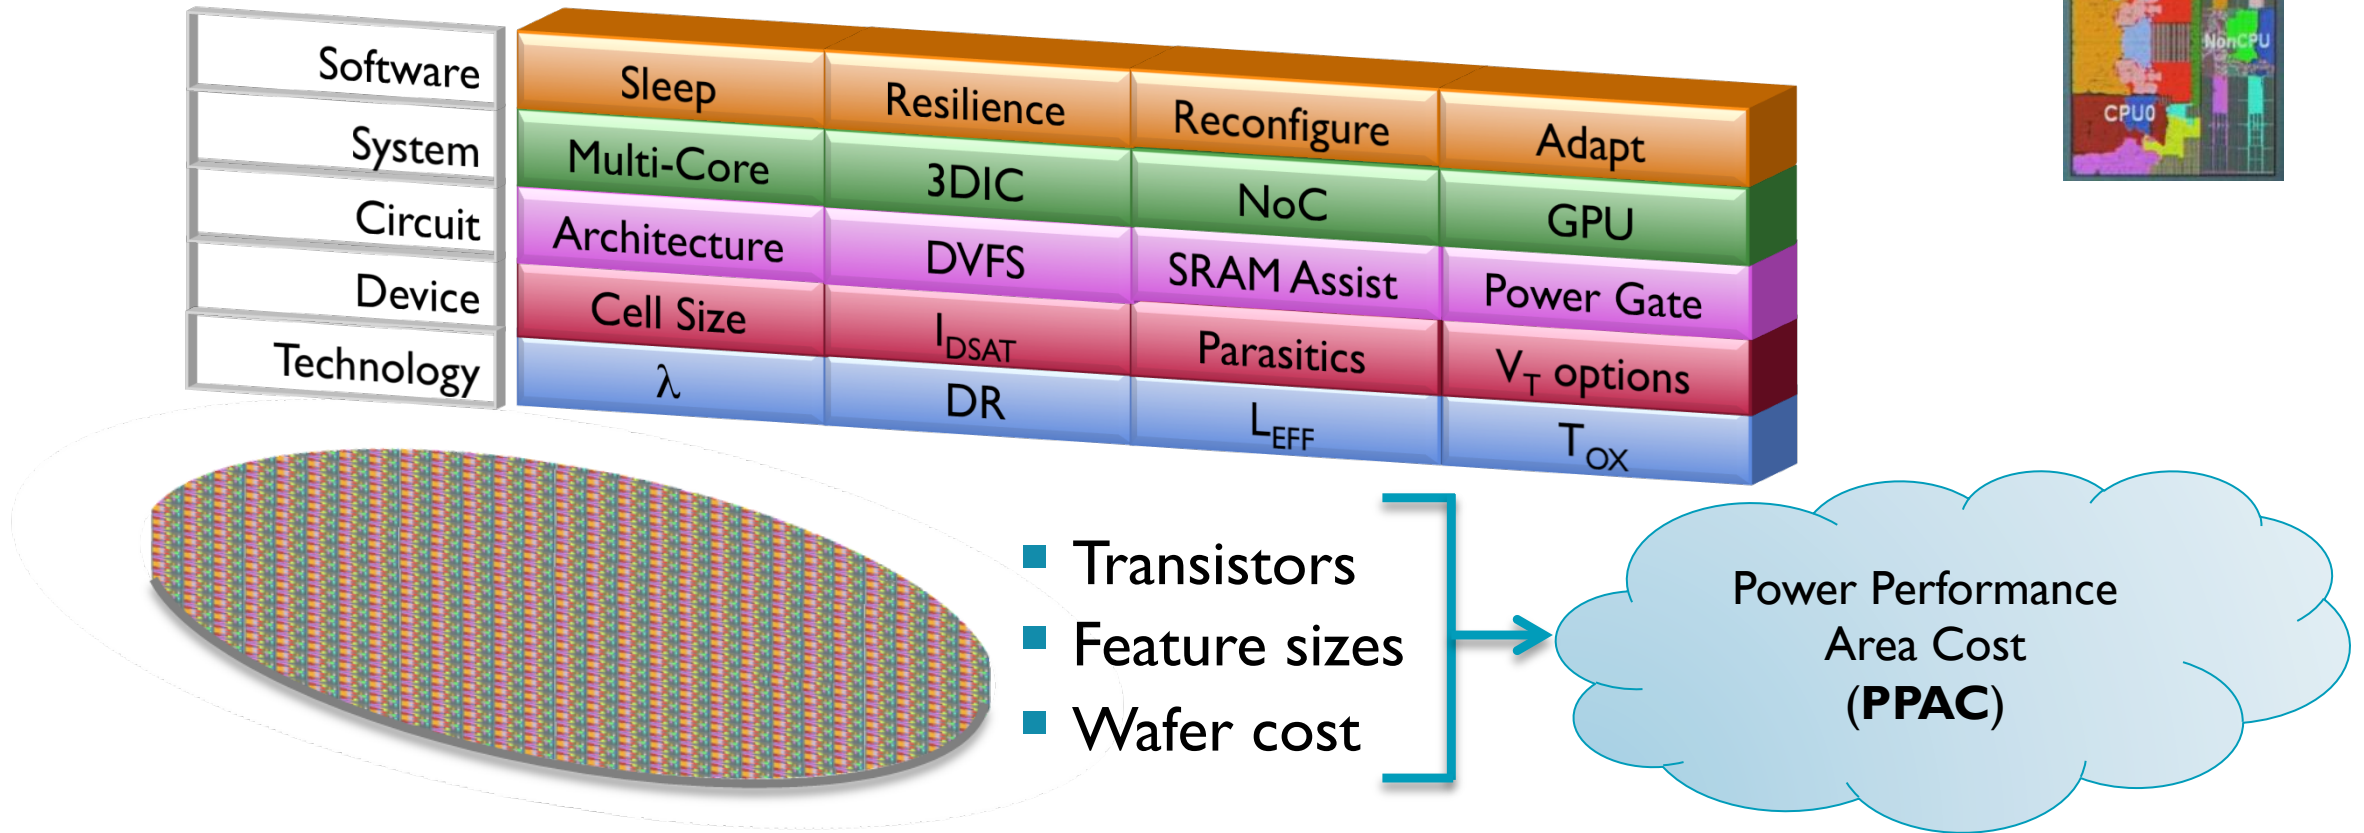 Software
Sleep
Resilience
Reconfigure
Adapt
System
Multi-Core
3DIC
NoC
GPU
Circuit
Architecture
DVFS
SRAM Assist
Power Gate
Device
Cell Size
IDSAT
Parasitics
VT options
Technology
λ
DR
LEFF
TOX
NonCPU
CPU0
Transistors
Feature sizes
Wafer cost
Power Performance
Area Cost
(PPAC)